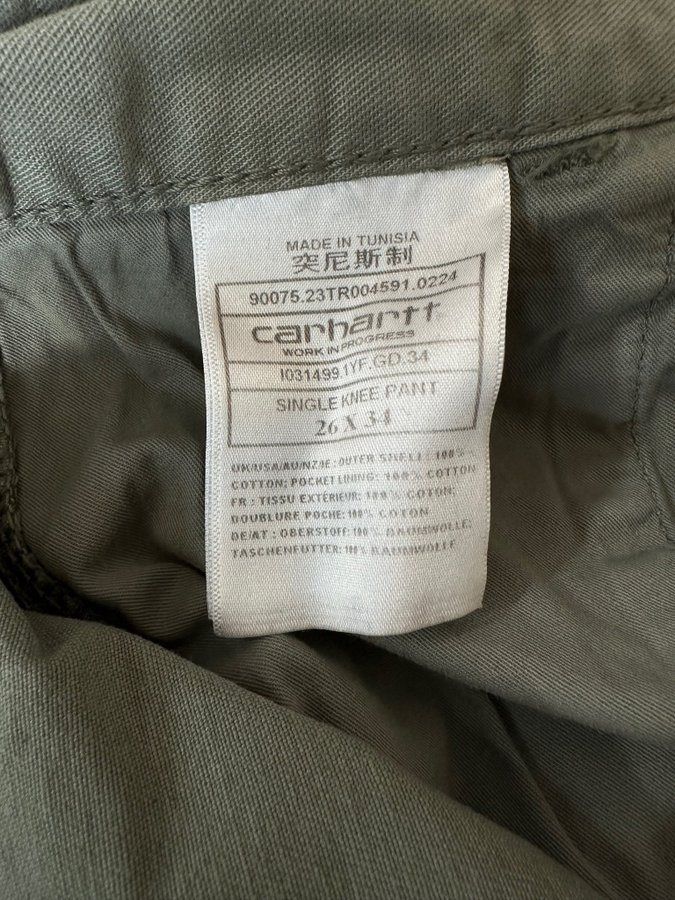 MADE IN TUNISIA
突尼斯制
90075.23TR004591.0224
carhartt
WORK IN PROGRESS
I031499.1YF.GD.34
SINGLE KNEE PANT
26 X 34
UK/USA/AU/NZ/IE: OUTER SHELL: 100%
COTTON; POCKET LINING: 100% COTTON
FR : TISSU EXTÉRIEUR: 100% COTON;
DOUBLURE POCHE: 100% COTON
DE/AT : OBERSTOFF: 100% BAUMWOLLE;
TASCHENFUTTER: 100% BAUMWOLLE